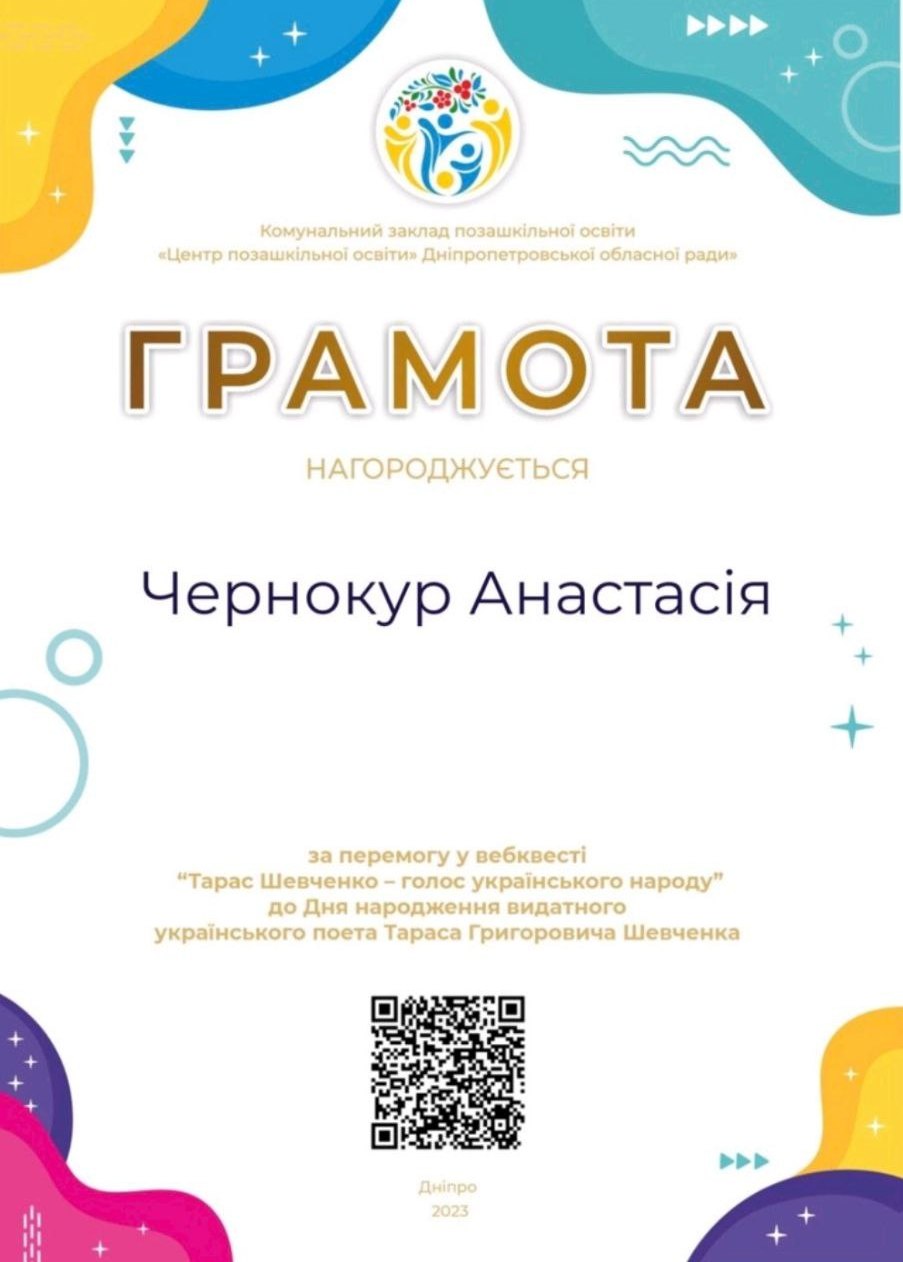 Комунальний заклад позашкільної освіти
«Центр позашкільної освіти» Дніпропетровської обласної ради»
ГРАМОТА
НАГОРОДЖУЄТЬСЯ
Чернокур Анастасія
за перемогу у вебквесті
“Тарас Шевченко – голос українського народу”
до Дня народження видатного
українського поета Тараса Григоровича Шевченка
Дніпро
2023